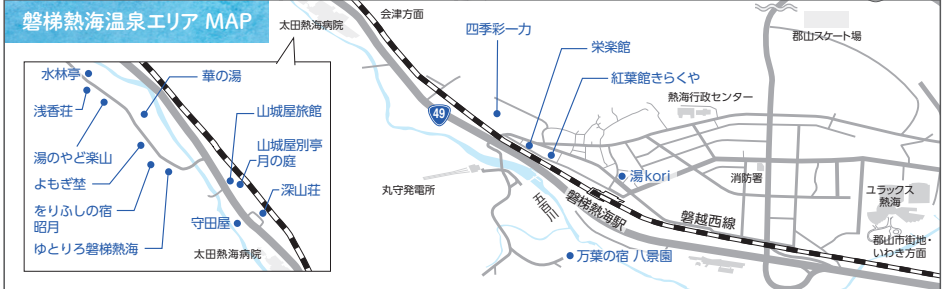 磐梯熱海温泉エリア MAP
太田熱海病院
会津方面
四季彩一力
栄楽館
紅葉館きらくや
郡山スケート場
熱海行政センター
49
丸守発電所
五百川
磐梯熱海駅
湯kori
磐越西線
消防署
ユラックス
熱海
郡山市街地・
いわき方面
万葉の宿 八景園
水林亭
華の湯
浅香荘
山城屋旅館
湯のやど楽山
山城屋別亭
月の庭
よもぎ埜
深山荘
をりふしの宿
昭月
守田屋
ゆとりろ磐梯熱海
太田熱海病院